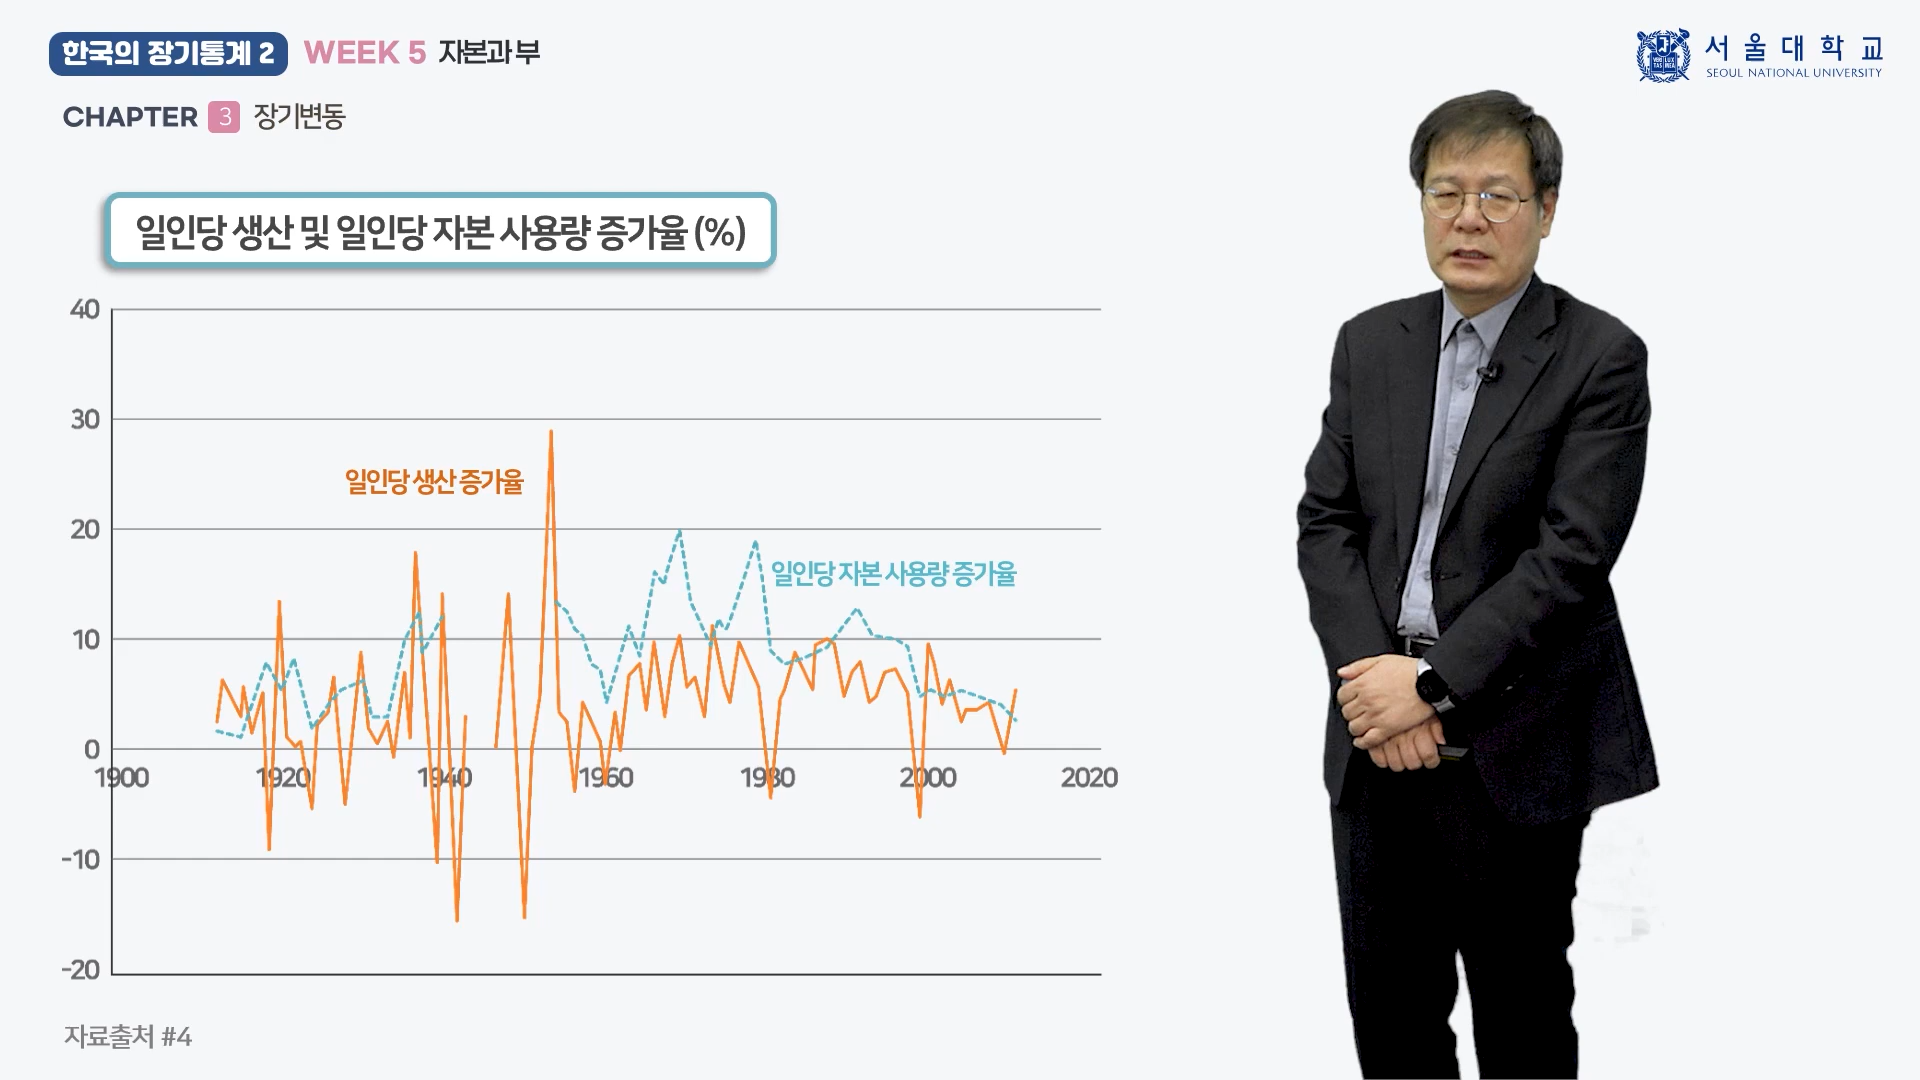 한국의 장기통계 2 WEEK 5 자본과 부
서울대학교
SEOUL NATIONAL UNIVERSITY
CHAPTER 3 장기변동
일인당 생산 및 일인당 자본 사용량 증가율 (%)
40
30
일인당 생산 증가율
20
일인당 자본 사용량 증가율
10
0
1900 1920 1940 1960 1980 2000 2020
-10
-20
자료출처 #4